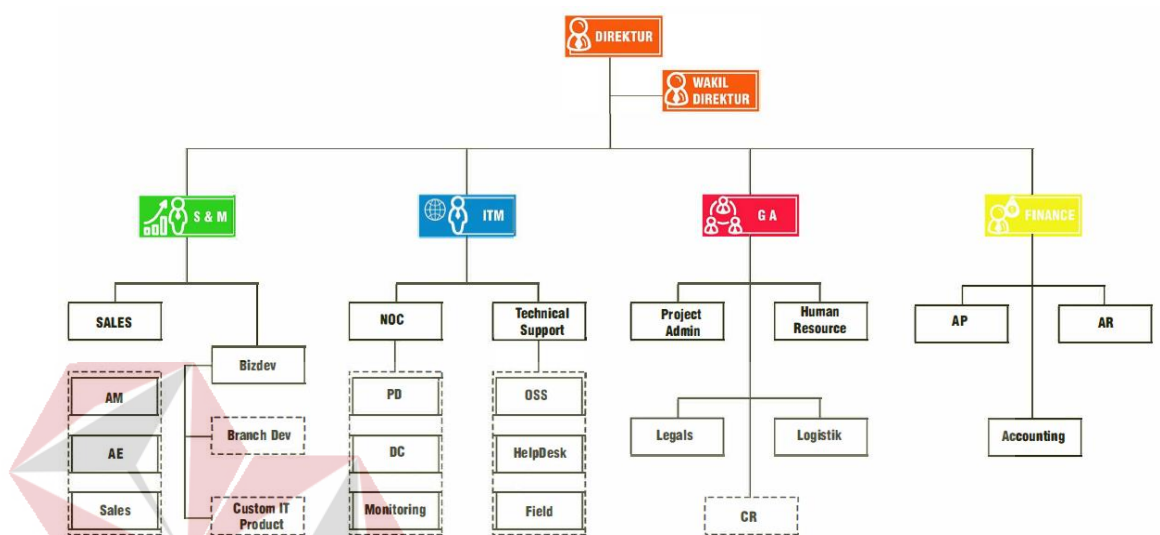 DIREKTUR
WAKIL
DIREKTUR
S & M
ITM
G A
FINANCE
SALES
NOC
Technical
Support
Project
Admin
Human
Resource
AP
AR
Bizdev
AM
PD
OSS
Branch Dev
Legals
Logistik
Accounting
AE
DC
HelpDesk
Sales
Custom IT
Product
Monitoring
Field
CR